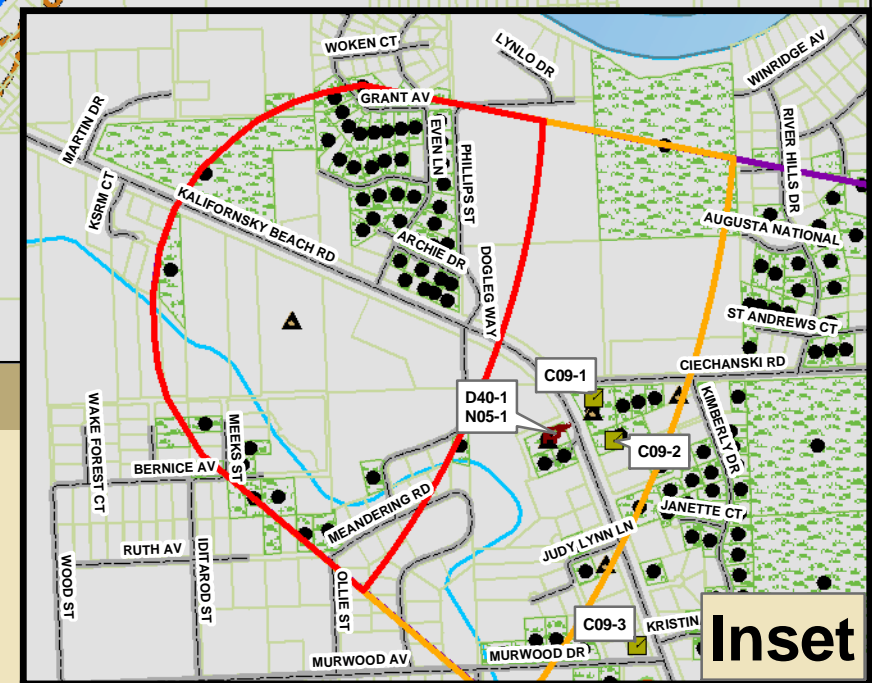 WOKEN CT
LYNLO DR
WINRIDGE AV
MARTIN DR
GRANT AV
RIVER HILLS DR
EVEN LN
PHILLIPS ST
KSRM CT
KALIFORNSKY BEACH RD
AUGUSTA NATIONAL
ARCHIE DR
DOGLEG WAY
ST ANDREWS CT
CIECHANSKI RD
C09-1
D40-1
N05-1
KIMBERLY DR
WAKE FOREST CT
MEEKS ST
C09-2
BERNICE AV
MEANDERING RD
JANETTE CT
JUDY LYNN LN
RUTH AV
WOOD ST
IDITAROD ST
OLLIE ST
C09-3
KRISTIN
MURWOOD AV
MURWOOD DR
Inset